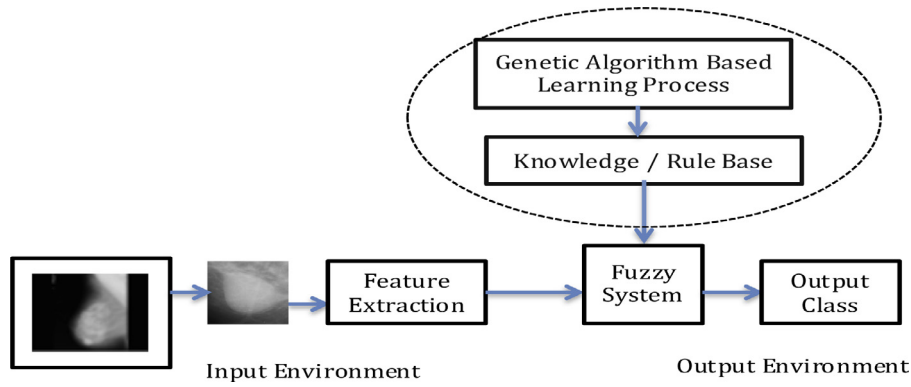 Genetic Algorithm Based
Learning Process
Knowledge / Rule Base
Feature
Extraction
Fuzzy
System
Output
Class
Input Environment
Output Environment